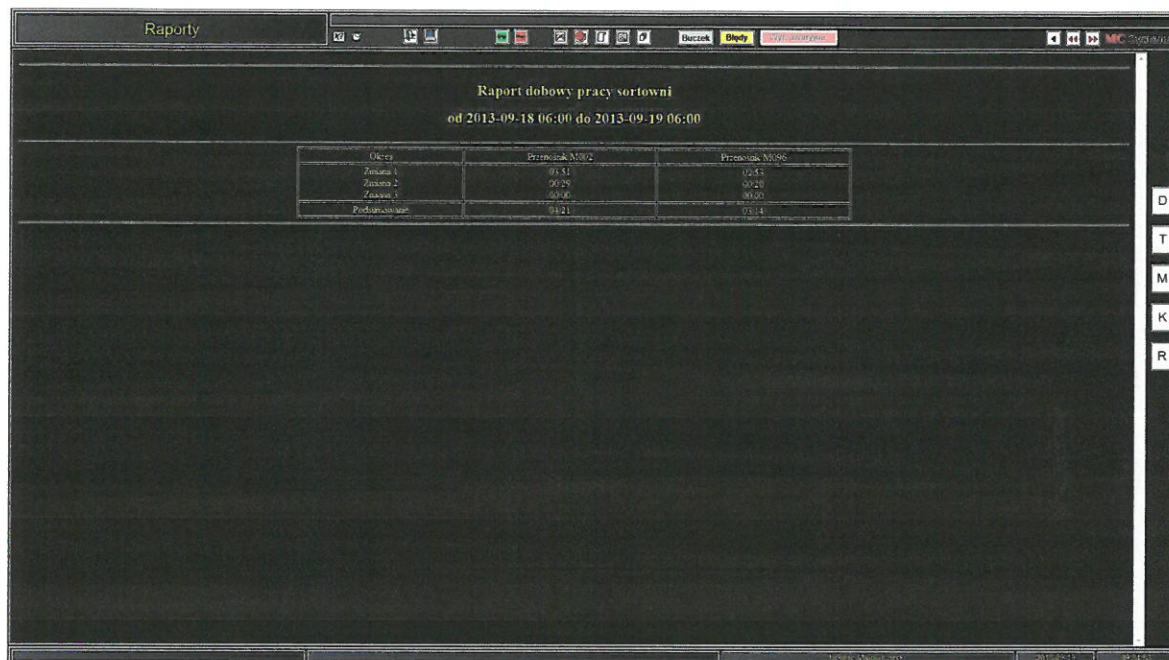 Raporty
Buczek Błędy
MC
Raport dobowy pracy sortowni
od 2013-09-18 06:00 do 2013-09-19 06:00
Okres Przenośnik M002 Przenośnik M096
Zmiana 1 03:51 02:53
Zmiana 2 00:29 00:20
Zmiana 3 00:00 00:00
Podsumowanie 04:21 03:14
D
T
M
K
R